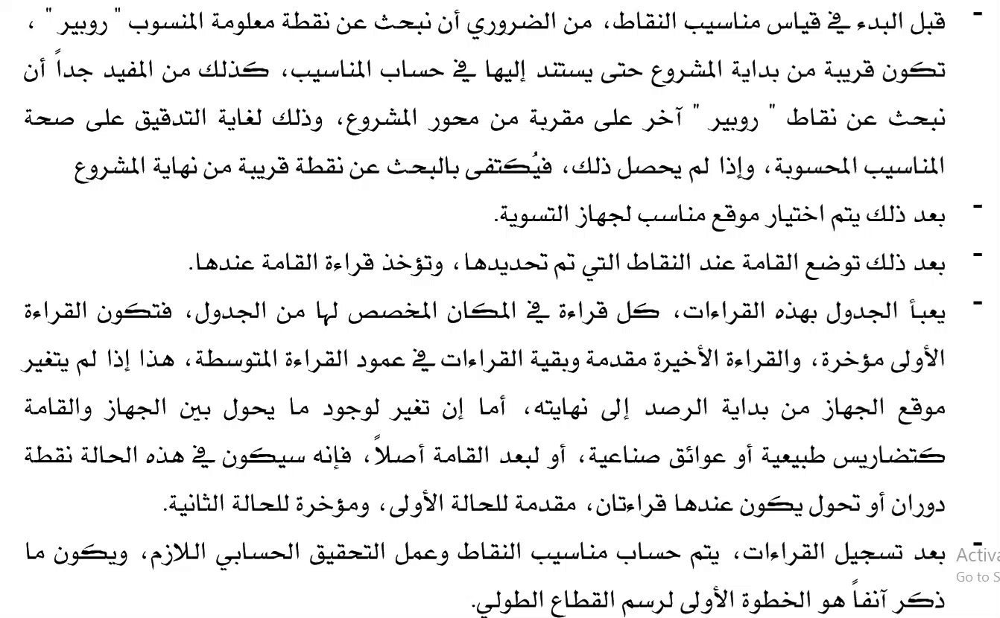 - قبل البدء في قياس مناسيب النقاط، من الضروري أن نبحث عن نقطة معلومة المنسوب " روبير " ،
تكون قريبة من بداية المشروع حتى يستند إليها في حساب المناسيب، كذلك من المفيد جداً أن
نبحث عن نقاط " روبير " آخر على مقربة من محور المشروع، وذلك لغاية التدقيق على صحة
المناسيب المحسوبة، وإذا لم يحصل ذلك، فيُكتفى بالبحث عن نقطة قريبة من نهاية المشروع
- بعد ذلك يتم اختيار موقع مناسب لجهاز التسوية.
- بعد ذلك توضع القامة عند النقاط التي تم تحديدها، وتؤخذ قراءة القامة عندها.
- يعبأ الجدول بهذه القراءات، كل قراءة في المكان المخصص لها من الجدول، فتكون القراءة
الأولى مؤخرة، والقراءة الأخيرة مقدمة وبقية القراءات في عمود القراءة المتوسطة، هذا إذا لم يتغير
موقع الجهاز من بداية الرصد إلى نهايته، أما إن تغير لوجود ما يحول بين الجهاز والقامة
كتضاريس طبيعية أو عوائق صناعية، أو لبعد القامة أصلاً، فإنه سيكون في هذه الحالة نقطة
دوران أو تحول يكون عندها قراءتان، مقدمة للحالة الأولى، ومؤخرة للحالة الثانية.
- بعد تسجيل القراءات، يتم حساب مناسيب النقاط وعمل التحقيق الحسابي اللازم، ويكون ما
ذكر آنفاً هو الخطوة الأولى لرسم القطاع الطولي.
Activa
Go to S